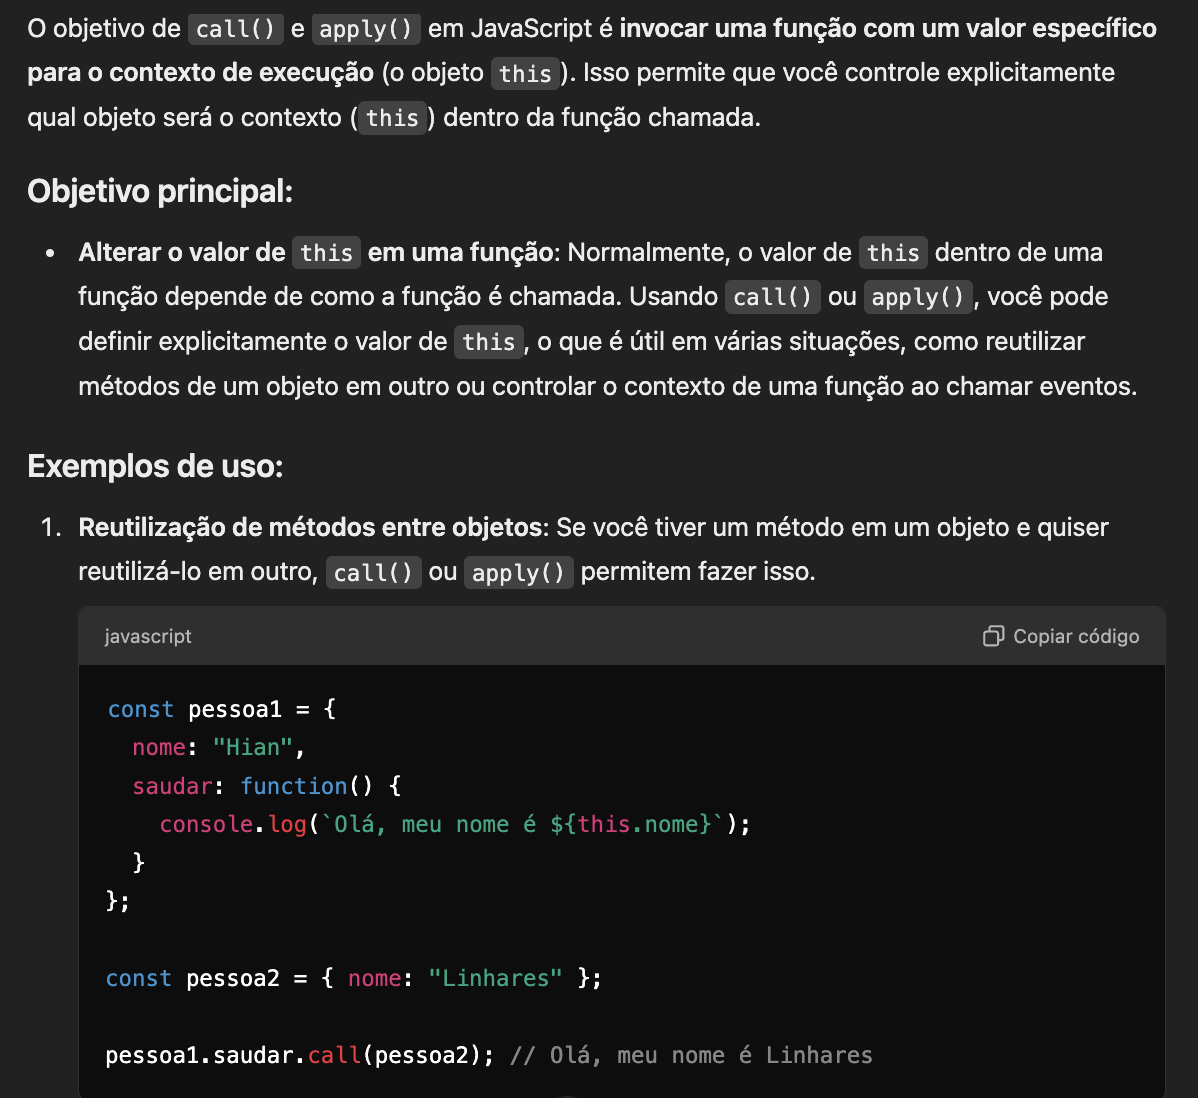 O objetivo de call() e apply() em JavaScript é invocar uma função com um valor específico
para o contexto de execução (o objeto this). Isso permite que você controle explicitamente
qual objeto será o contexto (this) dentro da função chamada.
Objetivo principal:
• Alterar o valor de this em uma função: Normalmente, o valor de this dentro de uma
função depende de como a função é chamada. Usando call() ou apply(), você pode
definir explicitamente o valor de this, o que é útil em várias situações, como reutilizar
métodos de um objeto em outro ou controlar o contexto de uma função ao chamar eventos.
Exemplos de uso:
1. Reutilização de métodos entre objetos: Se você tiver um método em um objeto e quiser
reutilizá-lo em outro, call() ou apply() permitem fazer isso.
javascript Copiar código
const pessoa1 = {
  nome: "Hian",
  saudar: function() {
    console.log(`Olá, meu nome é ${this.nome}`);
  }
};
const pessoa2 = { nome: "Linhares" };
pessoa1.saudar.call(pessoa2); // Olá, meu nome é Linhares